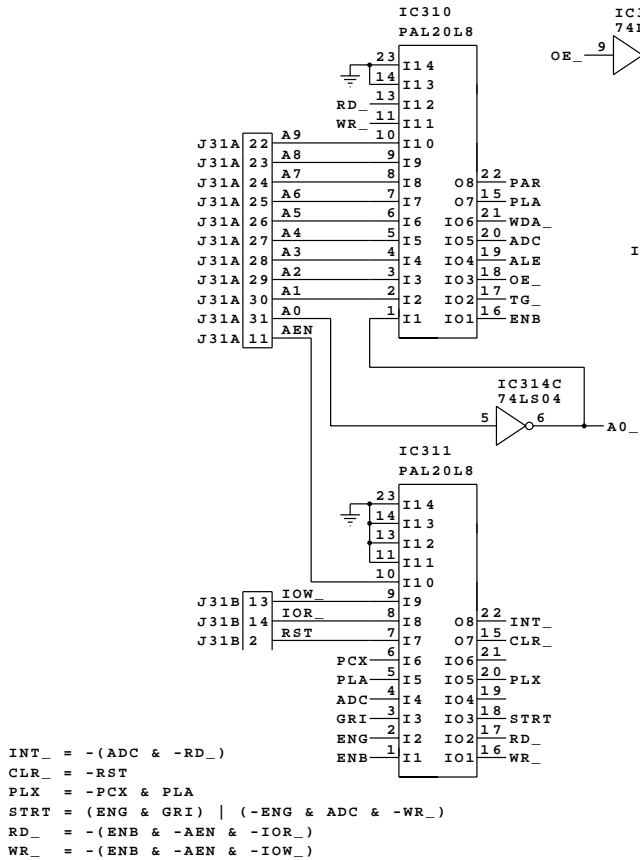 IC310
PAL20L8
23 I14
14 I13
RD_ 13 I12
WR_ 11 I11
J31A 22 A9 10 I10
J31A 23 A8 9 I9
J31A 24 A7 8 I8 O8 22 PAR
J31A 25 A6 7 I7 O7 15 PLA
J31A 26 A5 6 I6 IO6 21 WDA_
J31A 27 A4 5 I5 IO5 20 ADC
J31A 28 A3 4 I4 IO4 19 ALE
J31A 29 A2 3 I3 IO3 18 OE_
J31A 30 A1 2 I2 IO2 17 TG_
J31A 31 A0 1 I1 IO1 16 ENB
J31A 11 AEN
IC3
74L
OE_ 9
I
IC314C
74LS04
5 6 A0_
IC311
PAL20L8
23 I14
14 I13
13 I12
11 I11
10 I10
J31B 13 IOW_ 9 I9
J31B 14 IOR_ 8 I8 O8 22 INT_
J31B 2 RST 7 I7 O7 15 CLR_
PCX 6 I6 IO6 21
PLA 5 I5 IO5 20 PLX
ADC 4 I4 IO4 19
GRI 3 I3 IO3 18 STRT
ENG 2 I2 IO2 17 RD_
ENB 1 I1 IO1 16 WR_
INT_ = -(ADC & -RD_)
CLR_ = -RST
PLX = -PCX & PLA
STRT = (ENG & GRI) | (-ENG & ADC & -WR_)
RD_ = -(ENB & -AEN & -IOR_)
WR_ = -(ENB & -AEN & -IOW_)